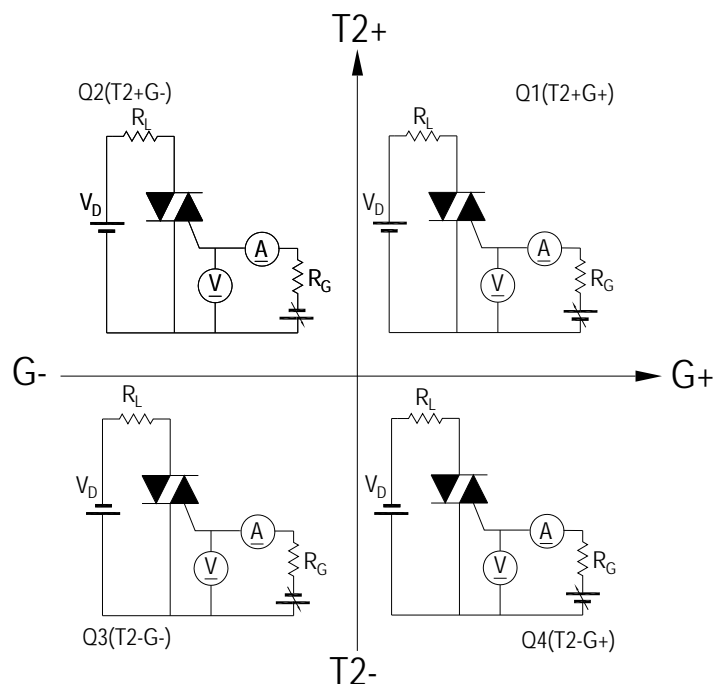 T2+
Q2(T2+G-)
Q1(T2+G+)
RL
RL
VD
VD
A
A
V
RG
V
RG
G-
G+
RL
RL
VD
VD
A
A
V
RG
V
RG
Q3(T2-G-)
Q4(T2-G+)
T2-